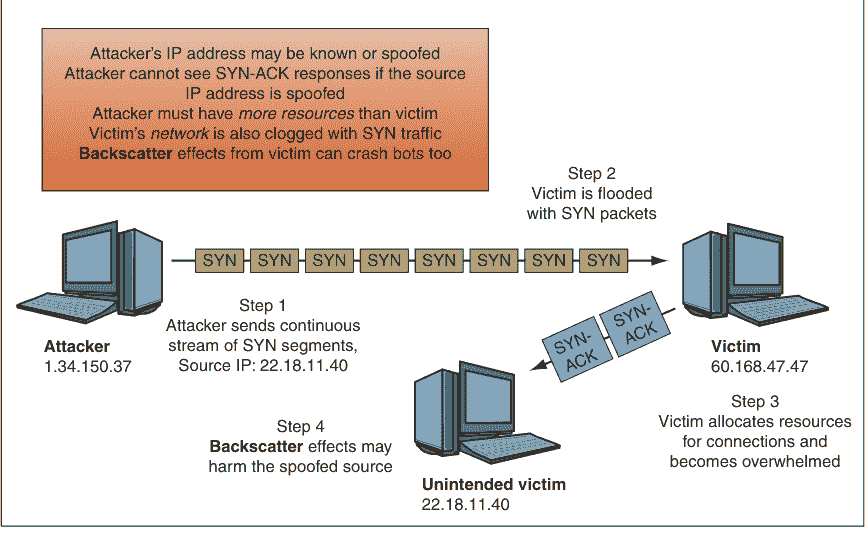 Attacker's IP address may be known or spoofed
Attacker cannot see SYN-ACK responses if the source
IP address is spoofed
Attacker must have more resources than victim
Victim's network is also clogged with SYN traffic
Backscatter effects from victim can crash bots too
Step 2
Victim is flooded
with SYN packets
SYN SYN SYN SYN SYN SYN SYN SYN
Step 1
Attacker sends continuous
stream of SYN segments,
Source IP: 22.18.11.40
Attacker
1.34.150.37
SYN-
ACK
SYN-
ACK
Victim
60.168.47.47
Step 3
Victim allocates resources
for connections and
becomes overwhelmed
Step 4
Backscatter effects may
harm the spoofed source
Unintended victim
22.18.11.40